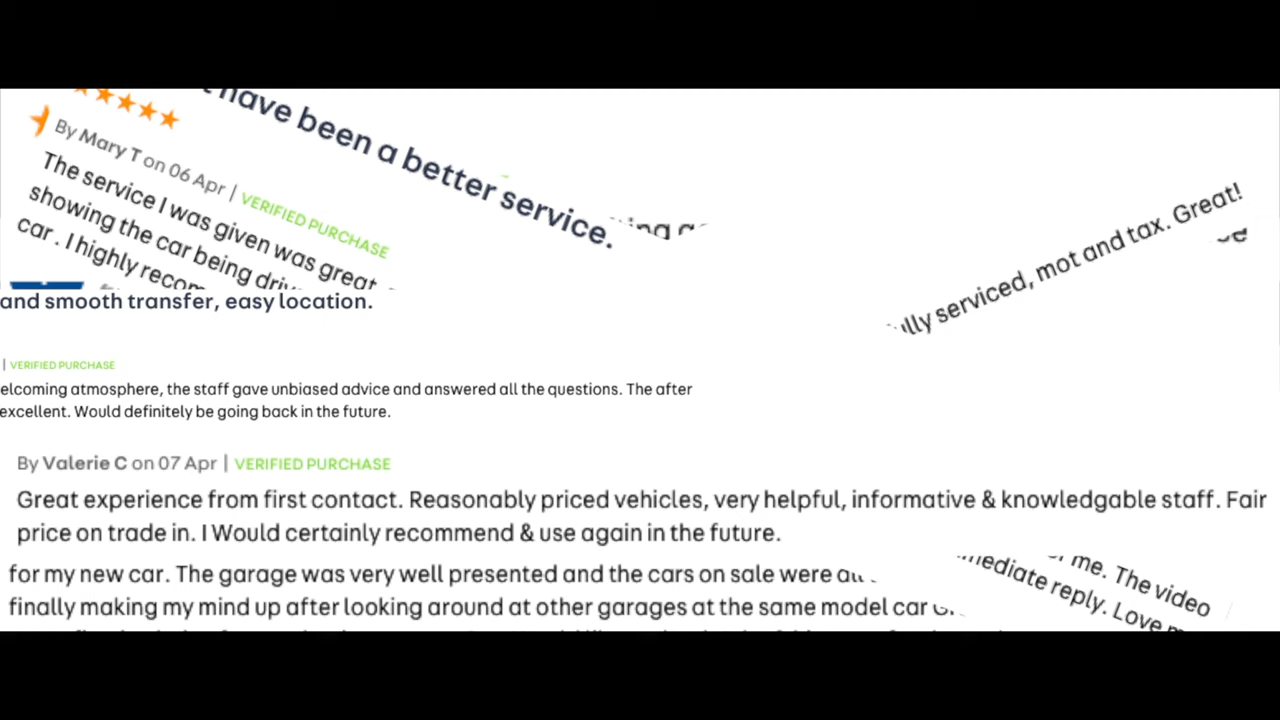 have been a better service.
By Mary T on 06 Apr | VERIFIED PURCHASE
The service I was given was great
showing the car being
car. I highly
and smooth transfer, easy location.
serviced, mot and tax. Great!
| VERIFIED PURCHASE
elcoming atmosphere, the staff gave unbiased advice and answered all the questions. The after
excellent. Would definitely be going back in the future.
By Valerie C on 07 Apr | VERIFIED PURCHASE
Great experience from first contact. Reasonably priced vehicles, very helpful, informative & knowledgable staff. Fair
price on trade in. I Would certainly recommend & use again in the future.
for my new car. The garage was very well presented and the cars on sale were
finally making my mind up after looking around at other garages at the same model car
me. The video
mediate reply. Love